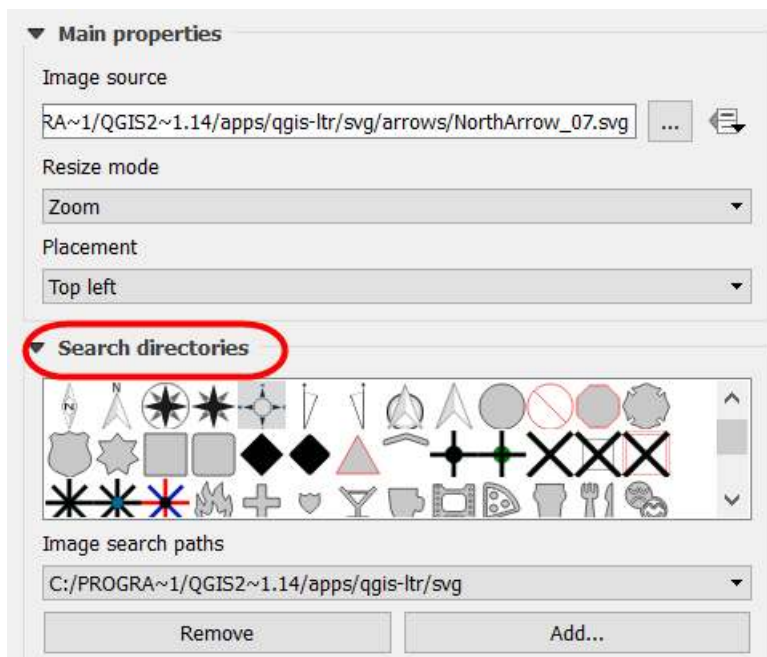 Main properties
Image source
RA~1/QGIS2~1.14/apps/qgis-ltr/svg/arrows/NorthArrow_07.svg ...
Resize mode
Zoom
Placement
Top left
Search directories
N
N
Image search paths
C:/PROGRA~1/QGIS2~1.14/apps/qgis-ltr/svg
Remove Add...